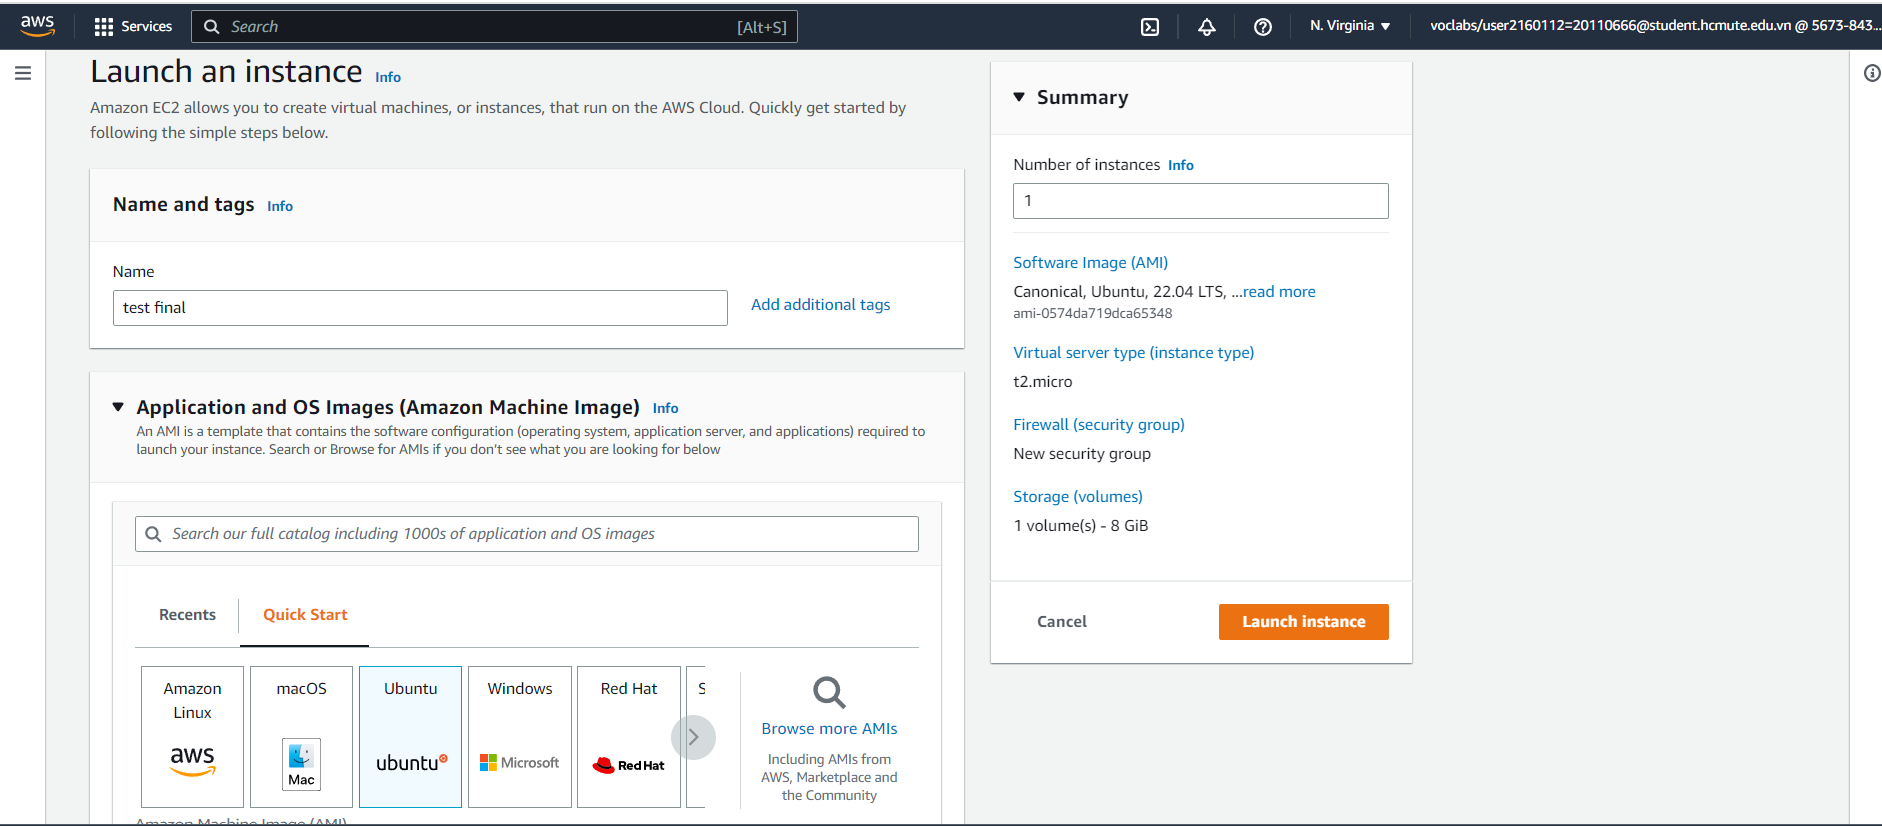 aws
Services
Search
[Alt+S]
N. Virginia
voclabs/user2160112=20110666@student.hcmute.edu.vn @ 5673-843...
Launch an instance Info
Amazon EC2 allows you to create virtual machines, or instances, that run on the AWS Cloud. Quickly get started by
following the simple steps below.
Name and tags Info
Name
test final
Add additional tags
Application and OS Images (Amazon Machine Image) Info
An AMI is a template that contains the software configuration (operating system, application server, and applications) required to
launch your instance. Search or Browse for AMIs if you don't see what you are looking for below
Search our full catalog including 1000s of application and OS images
Recents
Quick Start
Amazon
Linux
aws
macOS
Mac
Ubuntu
ubuntu
Windows
Microsoft
Red Hat
Red Hat
S
Browse more AMIs
Including AMIs from
AWS, Marketplace and
the Community
Amazon Machine Image (AMI)
Summary
Number of instances Info
1
Software Image (AMI)
Canonical, Ubuntu, 22.04 LTS, ...read more
ami-0574da719dca65348
Virtual server type (instance type)
t2.micro
Firewall (security group)
New security group
Storage (volumes)
1 volume(s) - 8 GiB
Cancel
Launch instance